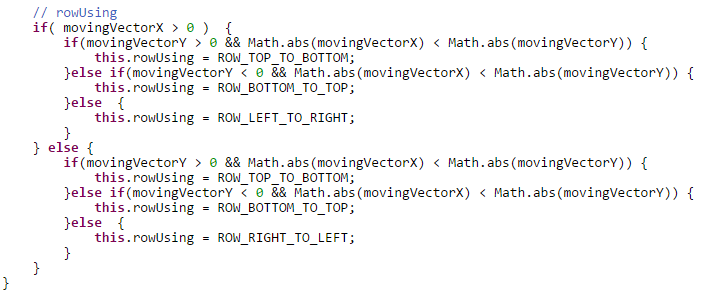 // rowUsing
if( movingVectorX > 0 )  {
    if(movingVectorY > 0 && Math.abs(movingVectorX) < Math.abs(movingVectorY)) {
        this.rowUsing = ROW_TOP_TO_BOTTOM;
    }else if(movingVectorY < 0 && Math.abs(movingVectorX) < Math.abs(movingVectorY)) {
        this.rowUsing = ROW_BOTTOM_TO_TOP;
    }else  {
        this.rowUsing = ROW_LEFT_TO_RIGHT;
    }
} else {
    if(movingVectorY > 0 && Math.abs(movingVectorX) < Math.abs(movingVectorY)) {
        this.rowUsing = ROW_TOP_TO_BOTTOM;
    }else if(movingVectorY < 0 && Math.abs(movingVectorX) < Math.abs(movingVectorY)) {
        this.rowUsing = ROW_BOTTOM_TO_TOP;
    }else  {
        this.rowUsing = ROW_RIGHT_TO_LEFT;
    }
}
}